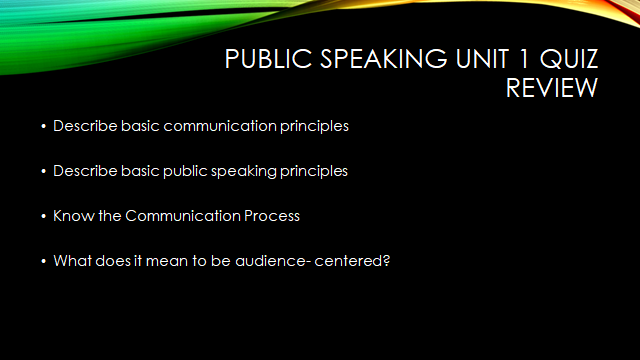 PUBLIC SPEAKING UNIT 1 QUIZ
REVIEW
• Describe basic communication principles
• Describe basic public speaking principles
• Know the Communication Process
• What does it mean to be audience- centered?